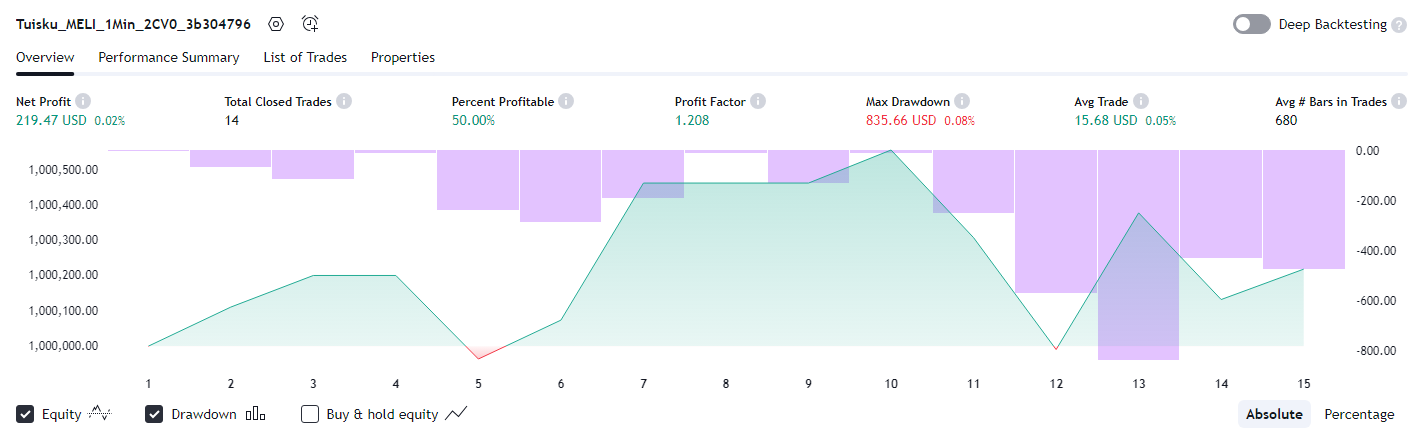 Tuisku_MELI_1Min_2CV0_3b304796
Deep Backtesting ?
Overview Performance Summary List of Trades Properties
Net Profit i Total Closed Trades i Percent Profitable i Profit Factor i Max Drawdown i Avg Trade i Avg # Bars in Trades i
219.47 USD 0.02% 14 50.00% 1.208 835.66 USD 0.08% 15.68 USD 0.05% 680
0.00
1,000,500.00
1,000,400.00 -200.00
1,000,300.00
-400.00
1,000,200.00
-600.00
1,000,100.00
1,000,000.00 -800.00
1 2 3 4 5 6 7 8 9 10 11 12 13 14 15
Equity Drawdown Buy & hold equity Absolute Percentage